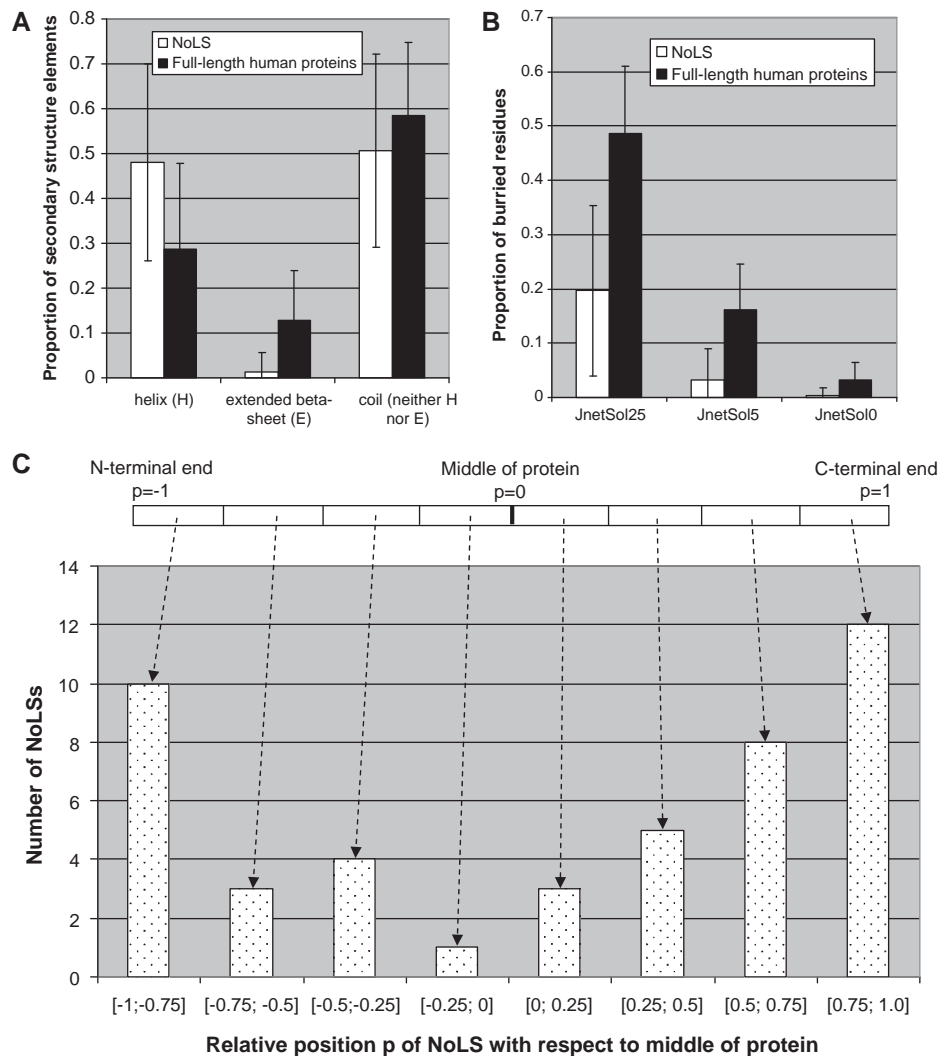 A
Proportion of secondary structure elements
0.8
0.7
0.6
0.5
0.4
0.3
0.2
0.1
0
NoLS
Full-length human proteins
helix (H)
extended beta-
sheet (E)
coil (neither H
nor E)
B
Proportion of burried residues
0.7
0.6
0.5
0.4
0.3
0.2
0.1
0
NoLS
Full-length human proteins
JnetSol25
JnetSol5
JnetSol0
C
N-terminal end
p=-1
Middle of protein
p=0
C-terminal end
p=1
Number of NoLSs
14
12
10
8
6
4
2
0
[-1;-0.75]
[-0.75; -0.5]
[-0.5;-0.25]
[-0.25; 0]
[0; 0.25]
[0.25; 0.5]
[0.5; 0.75]
[0.75; 1.0]
Relative position p of NoLS with respect to middle of protein